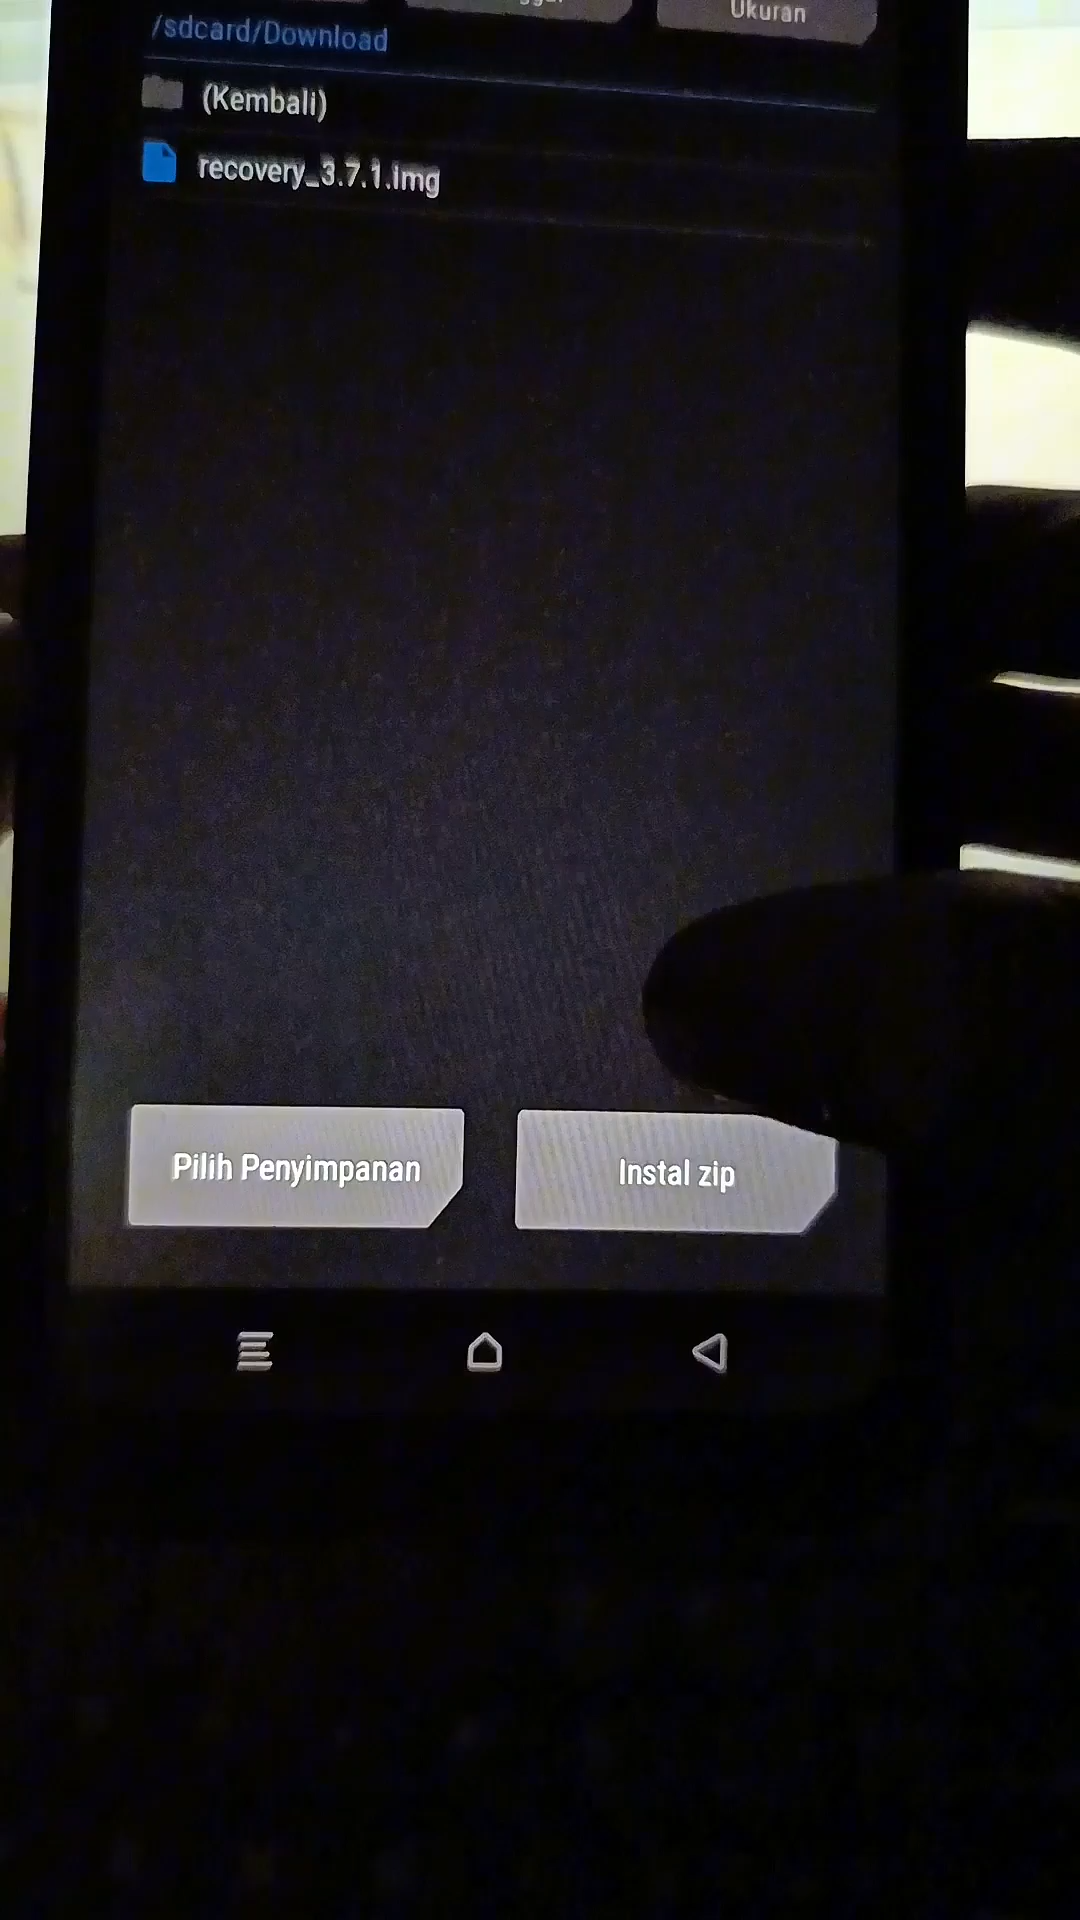 Ukuran
/sdcard/Download
(Kembali)
recovery_3.7.1.img
Pilih Penyimpanan
Instal zip